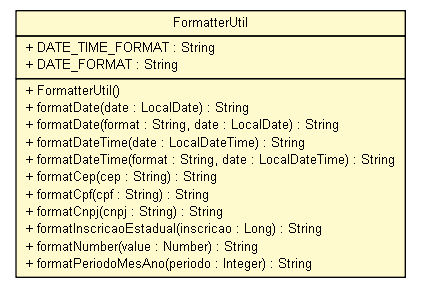 FormatterUtil
+ DATE_TIME_FORMAT : String
+ DATE_FORMAT : String
+ FormatterUtil()
+ formatDate(date : LocalDate) : String
+ formatDate(format : String, date : LocalDate) : String
+ formatDateTime(date : LocalDateTime) : String
+ formatDateTime(format : String, date : LocalDateTime) : String
+ formatCep(cep : String) : String
+ formatCpf(cpf : String) : String
+ formatCnpj(cnpj : String) : String
+ formatInscricaoEstadual(inscricao : Long) : String
+ formatNumber(value : Number) : String
+ formatPeriodoMesAno(periodo : Integer) : String